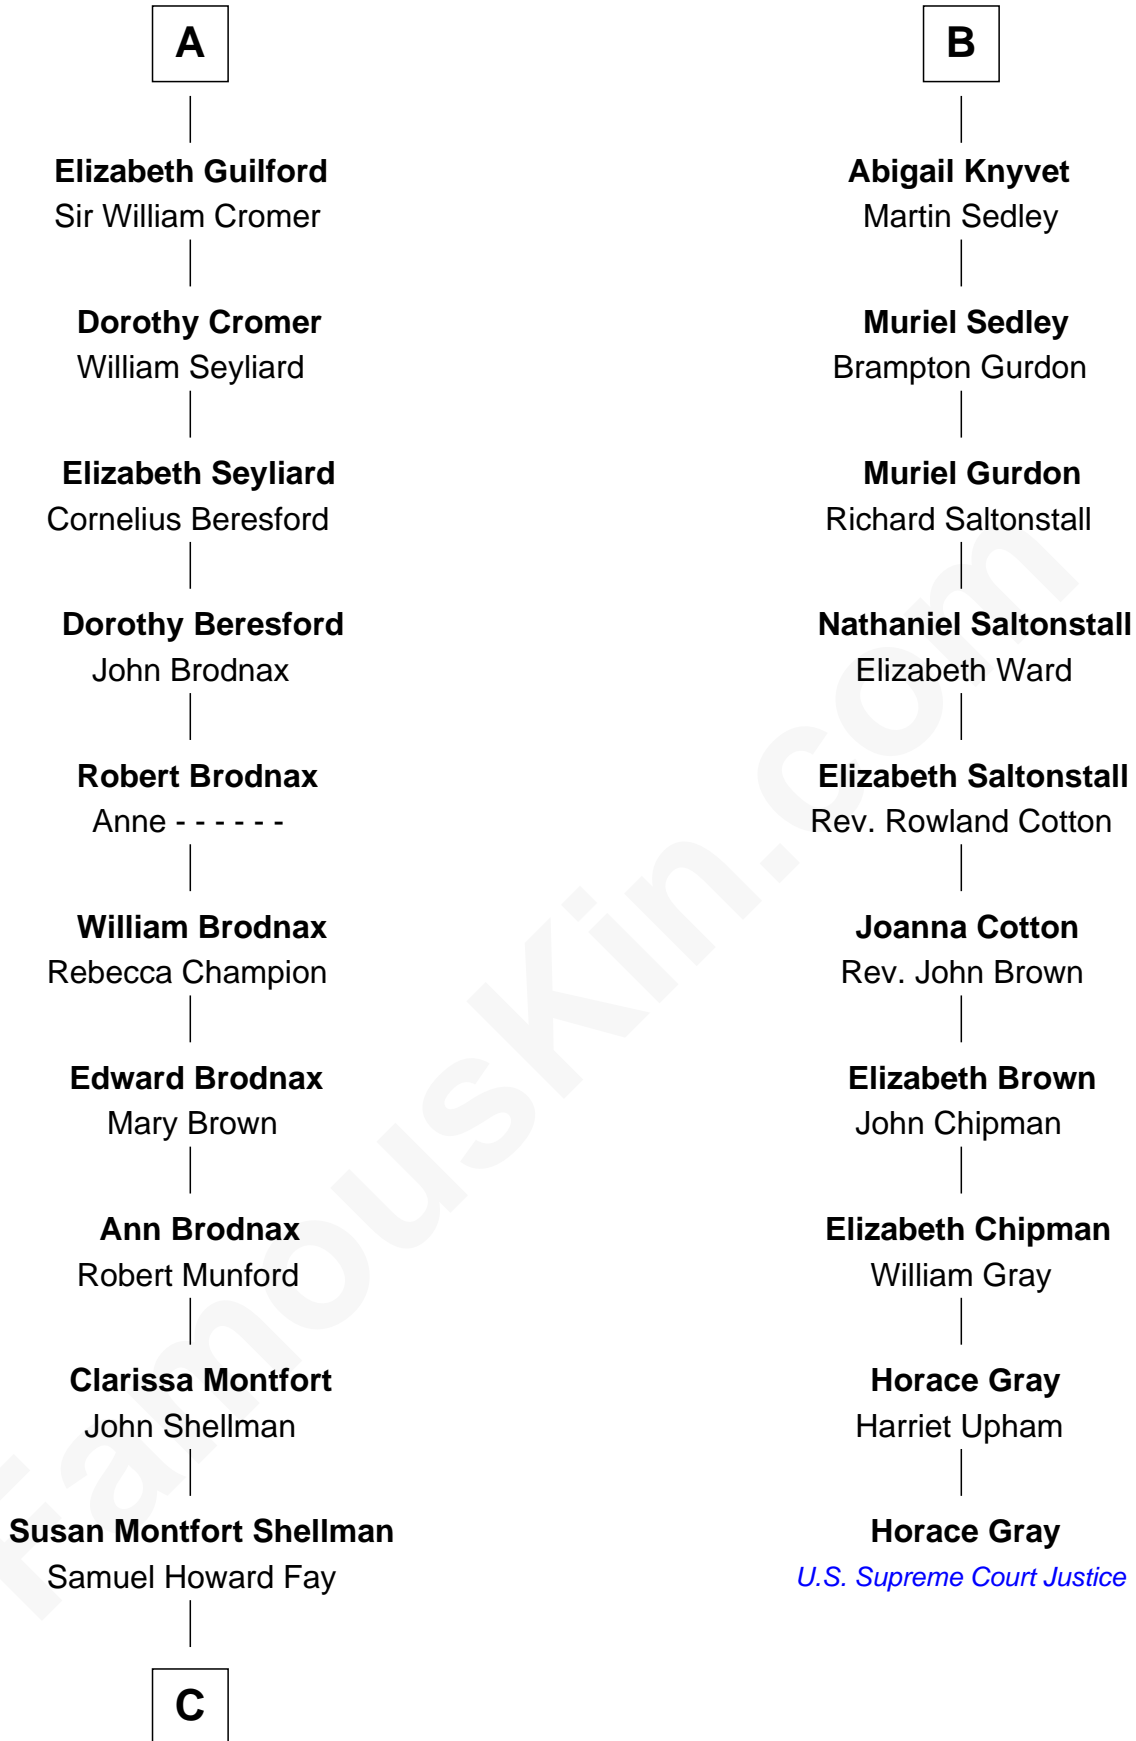 A
Elizabeth Guilford
Sir William Cromer
Dorothy Cromer
William Seyliard
Elizabeth Seyliard
Cornelius Beresford
Dorothy Beresford
John Brodnax
Robert Brodnax
Anne - - - - - -
William Brodnax
Rebecca Champion
Edward Brodnax
Mary Brown
Ann Brodnax
Robert Munford
Clarissa Montfort
John Shellman
Susan Montfort Shellman
Samuel Howard Fay
C
B
Abigail Knyvet
Martin Sedley
Muriel Sedley
Brampton Gurdon
Muriel Gurdon
Richard Saltonstall
Nathaniel Saltonstall
Elizabeth Ward
Elizabeth Saltonstall
Rev. Rowland Cotton
Joanna Cotton
Rev. John Brown
Elizabeth Brown
John Chipman
Elizabeth Chipman
William Gray
Horace Gray
Harriet Upham
Horace Gray
U.S. Supreme Court Justice
FamousKin.com